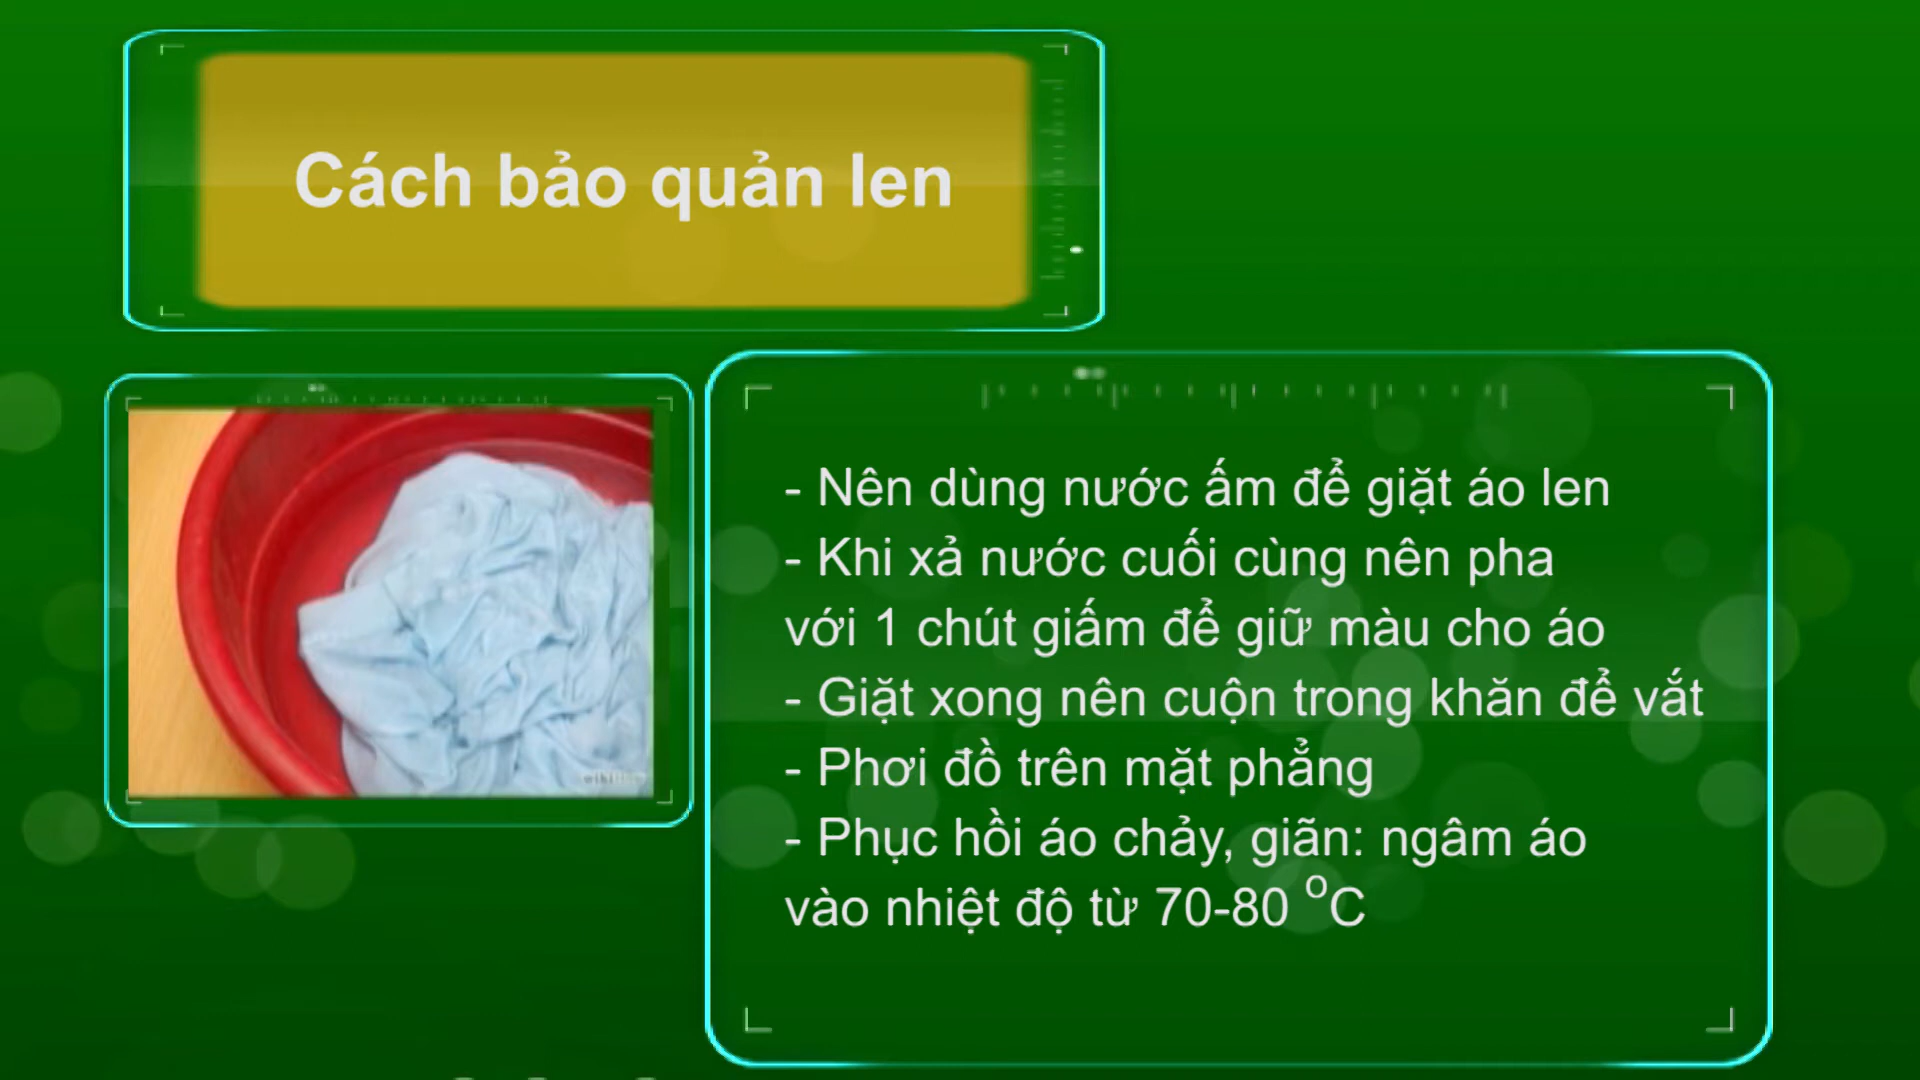 Cách bảo quản len
- Nên dùng nước ấm để giặt áo len
- Khi xả nước cuối cùng nên pha
với 1 chút giấm để giữ màu cho áo
- Giặt xong nên cuộn trong khăn để vắt
- Phơi đồ trên mặt phẳng
- Phục hồi áo chảy, giãn: ngâm áo
vào nhiệt độ từ 70-80 ºC